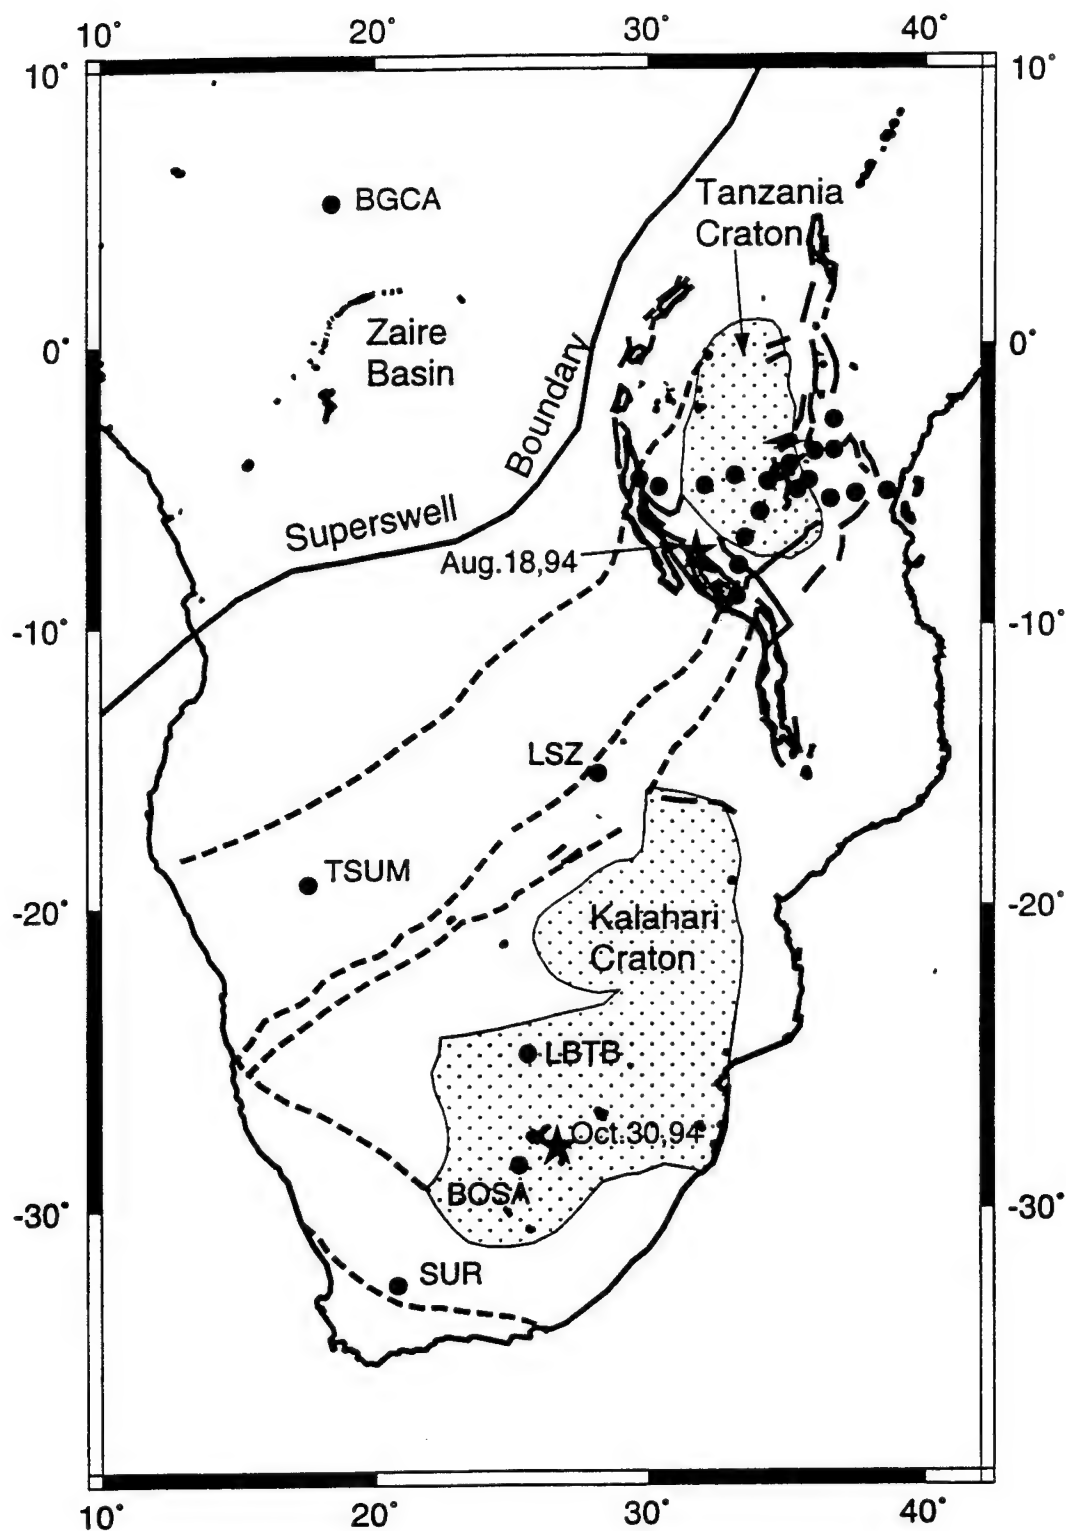 10° 20° 30° 40°
10° 10°
Tanzania
Craton
BGCA
Zaire
Basin
0° 0°
Boundary
Superswell
Aug.18,94
-10° -10°
LSZ
TSUM
-20° -20°
Kalahari
Craton
LBTB
Oct.30,94
BOSA
-30° -30°
SUR
10° 20° 30° 40°